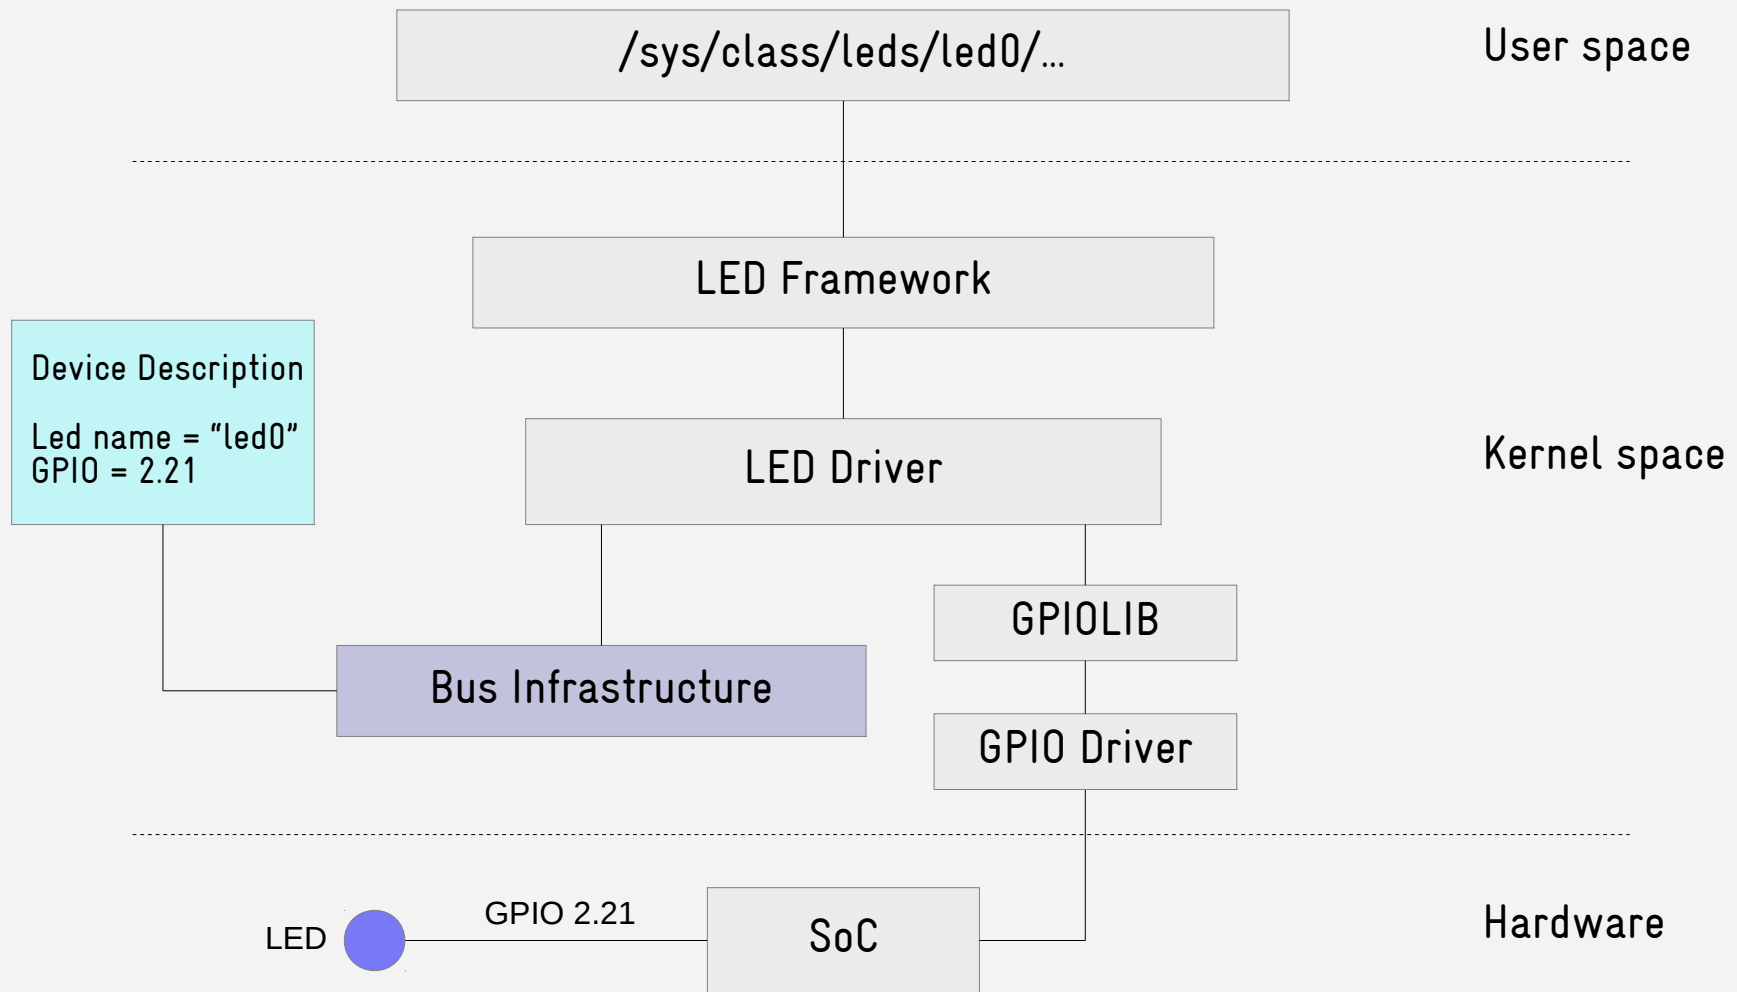 /sys/class/leds/led0/...
User space
LED Framework
Device Description
Led name = "led0"
GPIO = 2.21
LED Driver
Kernel space
GPIOLIB
Bus Infrastructure
GPIO Driver
LED
GPIO 2.21
SoC
Hardware